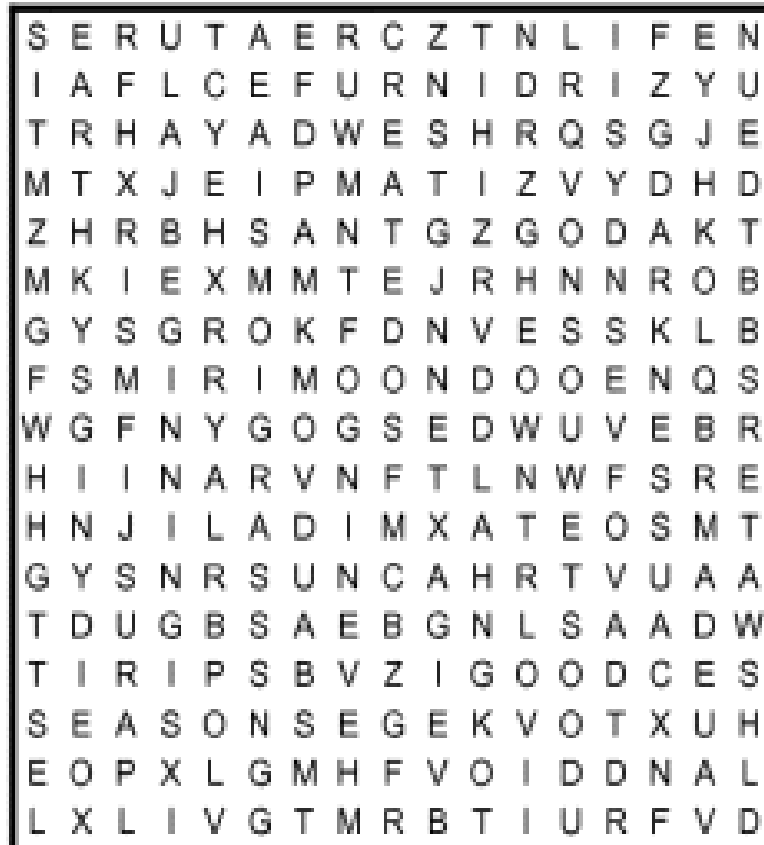 S E R U T A E R C Z T N L I F E N
I A F L C E F U R N I D R I Z Y U
T R H A Y A D W E S H R Q S G J E
M T X J E I P M A T I Z V Y D H D
Z H R B H S A N T G Z G O D A K T
M K I E X M M T E J R H N N R O B
G Y S G R O K F D N V E S S K L B
F S M I R I M O O N D O O E N Q S
W G F N Y G O G S E D W U V E B R
H I I N A R V N F T L N W F S R E
H N J I L A D I M X A T E O S M T
G Y S N R S U N C A H R T V U A A
T D U G B S A E B G N L S A A D W
T I R I P S B V Z I G O O D C E S
S E A S O N S E G E K V O T X U H
E O P X L G M H F V O I D D N A L
L X L I V G T M R B T I U R F V D